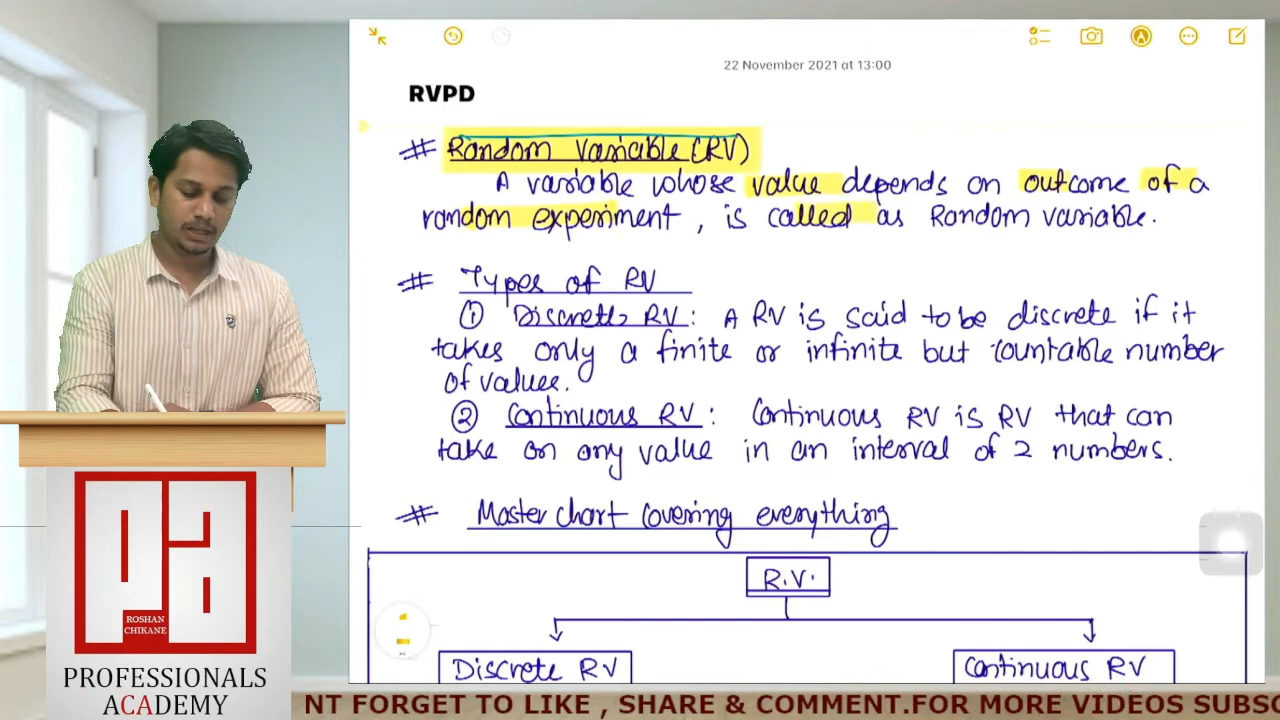 22 November 2021 at 13:00
RVPD
# Random Variable (RV)
A variable whose value depends on outcome of a
random experiment, is called as Random variable.
# Types of RV
① Discrete RV: A RV is said to be discrete if it
takes only a finite or infinite but countable number
of values.
② Continuous RV: Continuous RV is RV that can
take on any value in an interval of 2 numbers.
# Master chart covering everything
R.V.
Discrete RV
Continuous RV
PA
ROSHAN
CHIKANE
PROFESSIONALS
ACADEMY
NT FORGET TO LIKE , SHARE & COMMENT.FOR MORE VIDEOS SUBSC